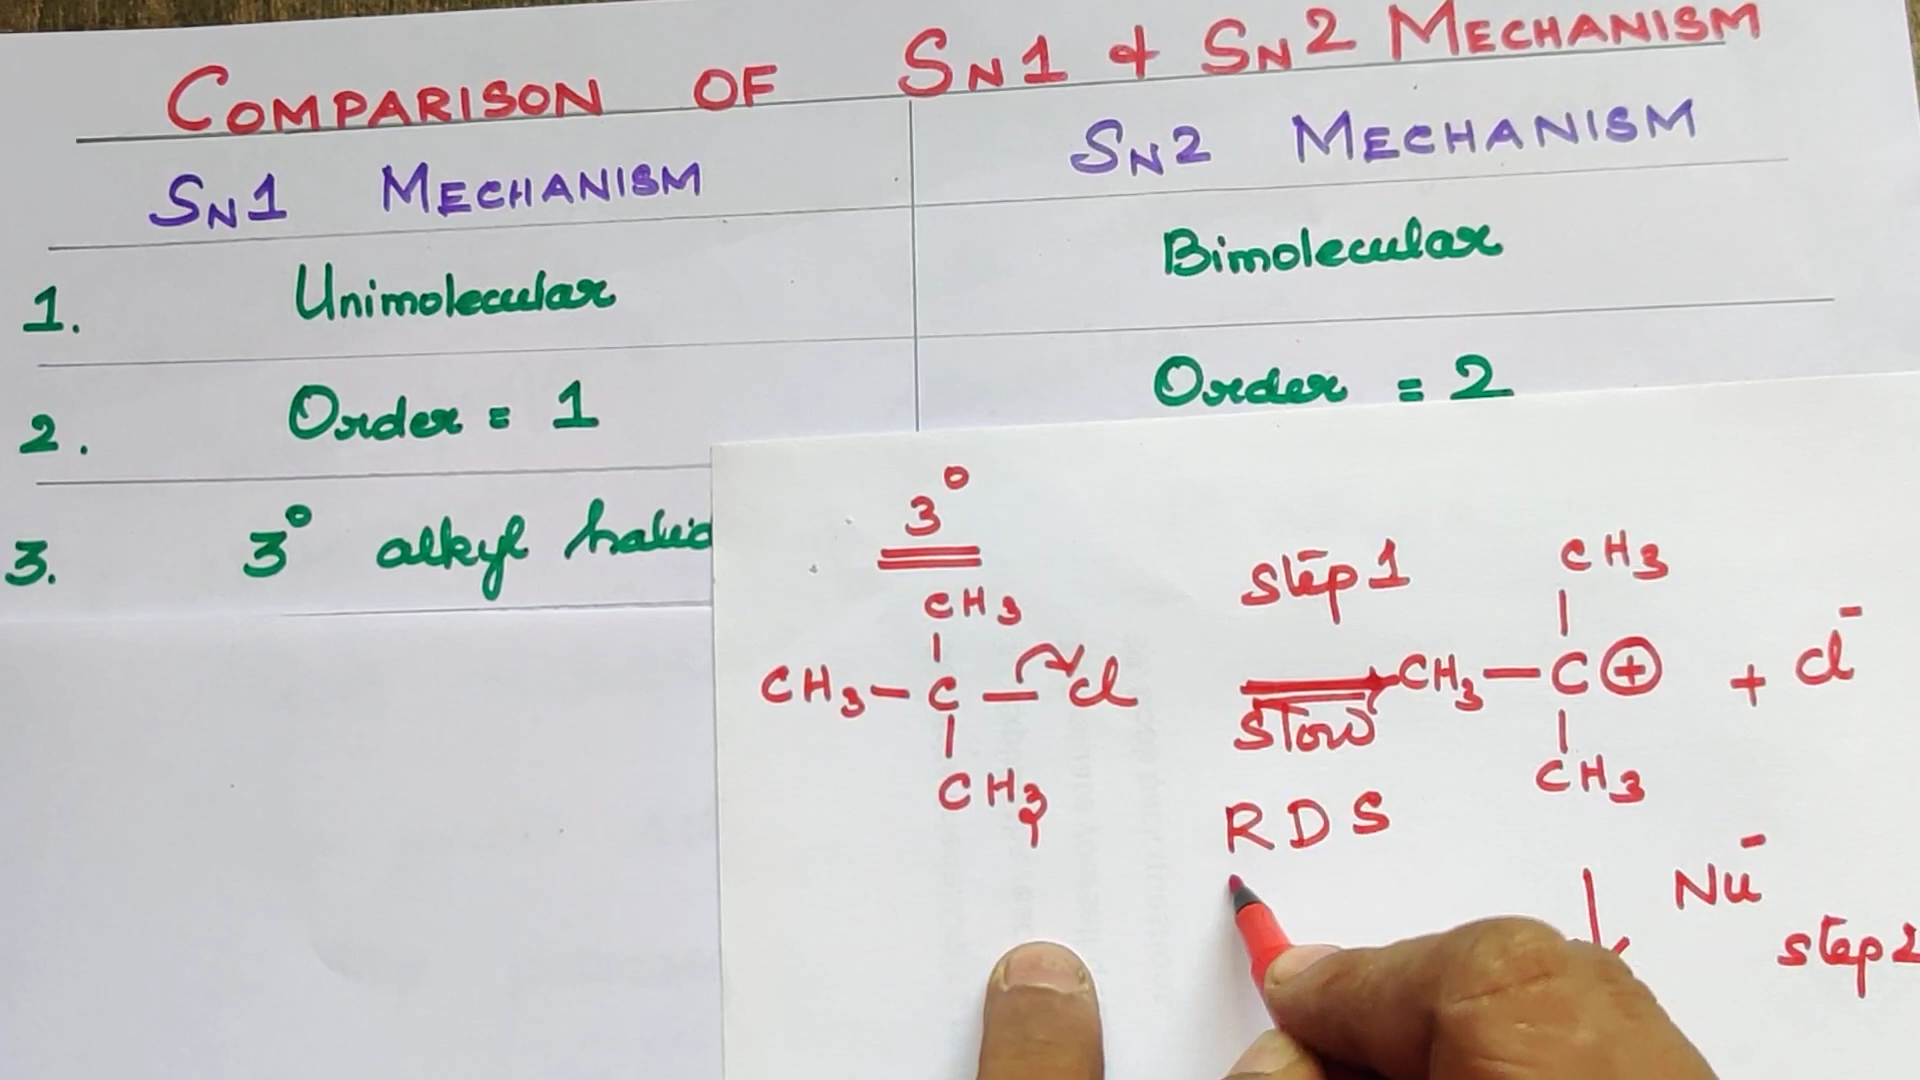 COMPARISON OF SN1 & SN2 MECHANISM
SN1 MECHANISM SN2 MECHANISM
1. Unimolecular Bimolecular
2. Order = 1 Order = 2
3. 3° alkyl halid
3°
CH3
CH3-C-Cl
CH3
step 1
slow
RDS
CH3
CH3-C⊕ + Cl⁻
CH3
Nu⁻
step 2